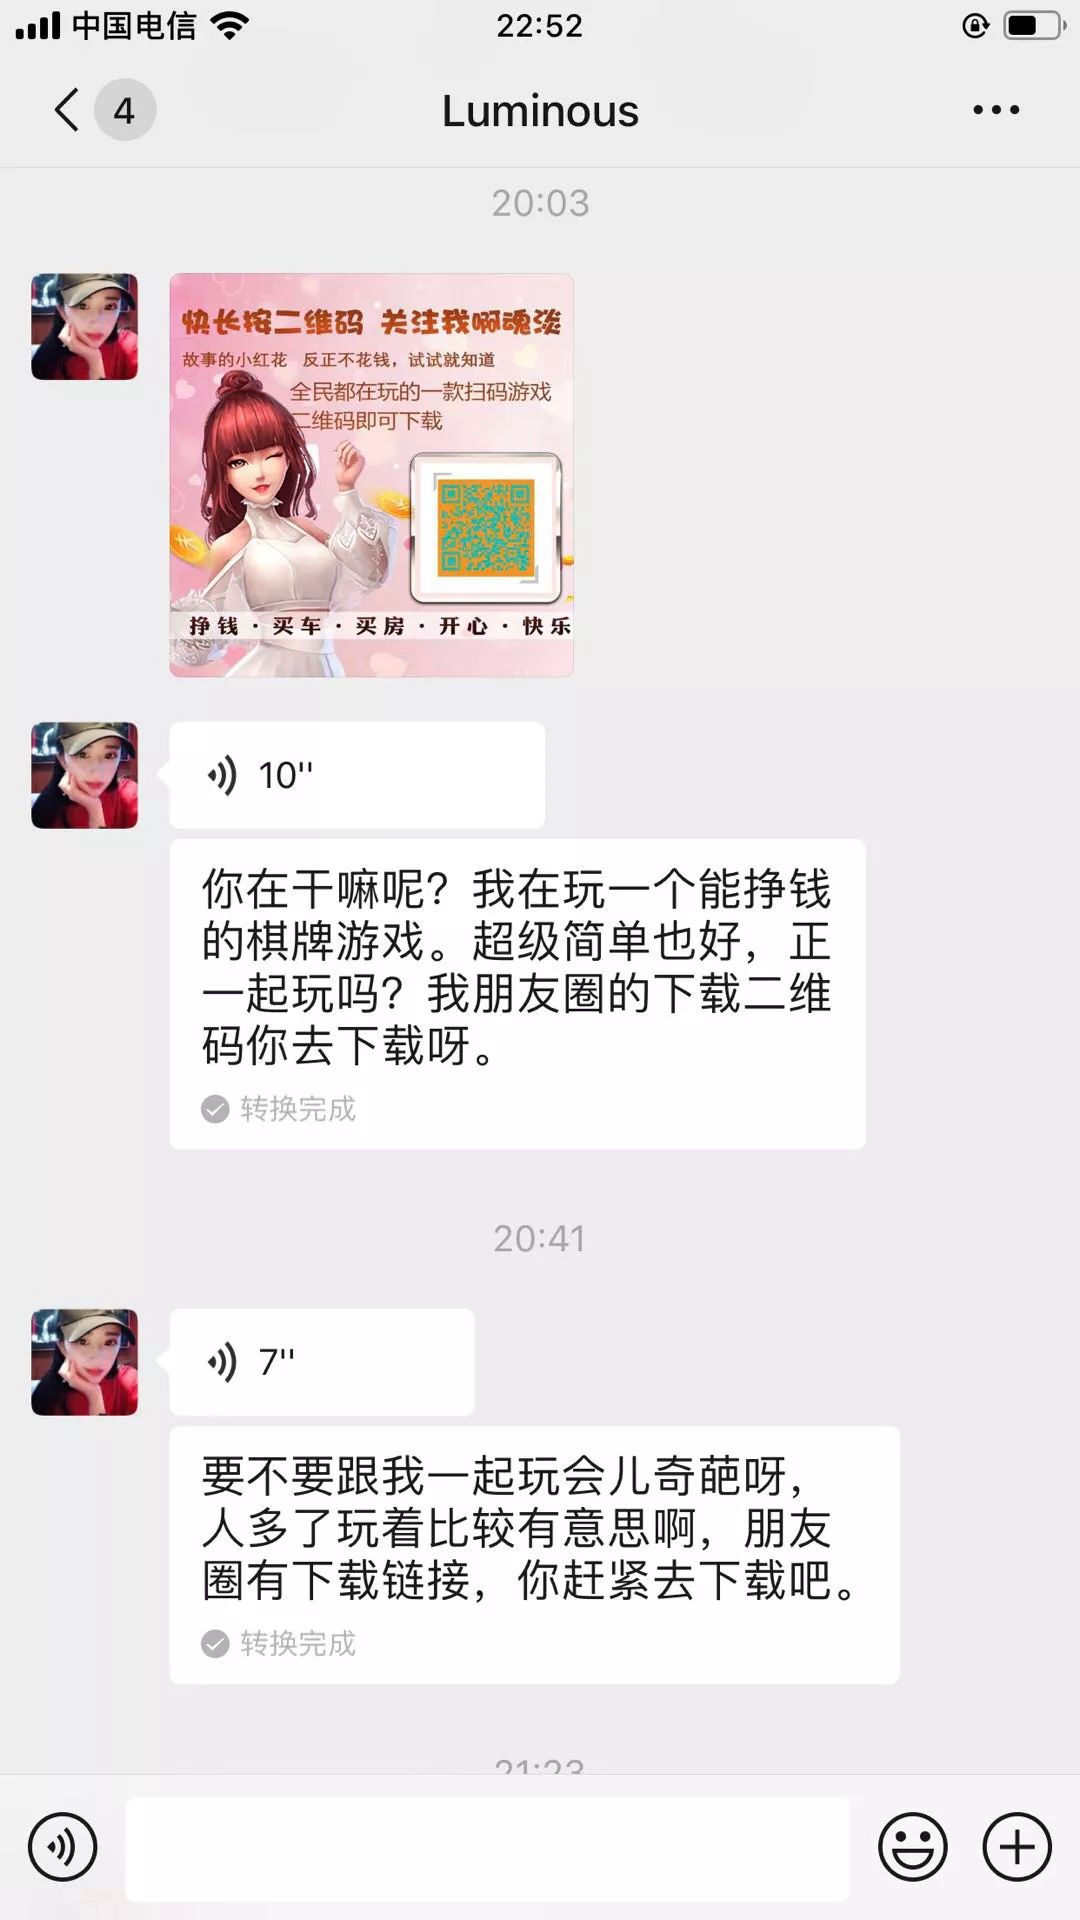 中国电信
22:52
4
Luminous
20:03
快长按二维码 关注我啊魂淡
故事的小红花 反正不花钱，试试就知道
全民都在玩的一款扫码游戏
二维码即可下载
挣钱·买车·买房·开心·快乐
10''
你在干嘛呢？我在玩一个能挣钱
的棋牌游戏。超级简单也好，正
一起玩吗？我朋友圈的下载二维
码你去下载呀。
转换完成
20:41
7''
要不要跟我一起玩会儿奇葩呀，
人多了玩着比较有意思啊，朋友
圈有下载链接，你赶紧去下载吧。
转换完成
21:23